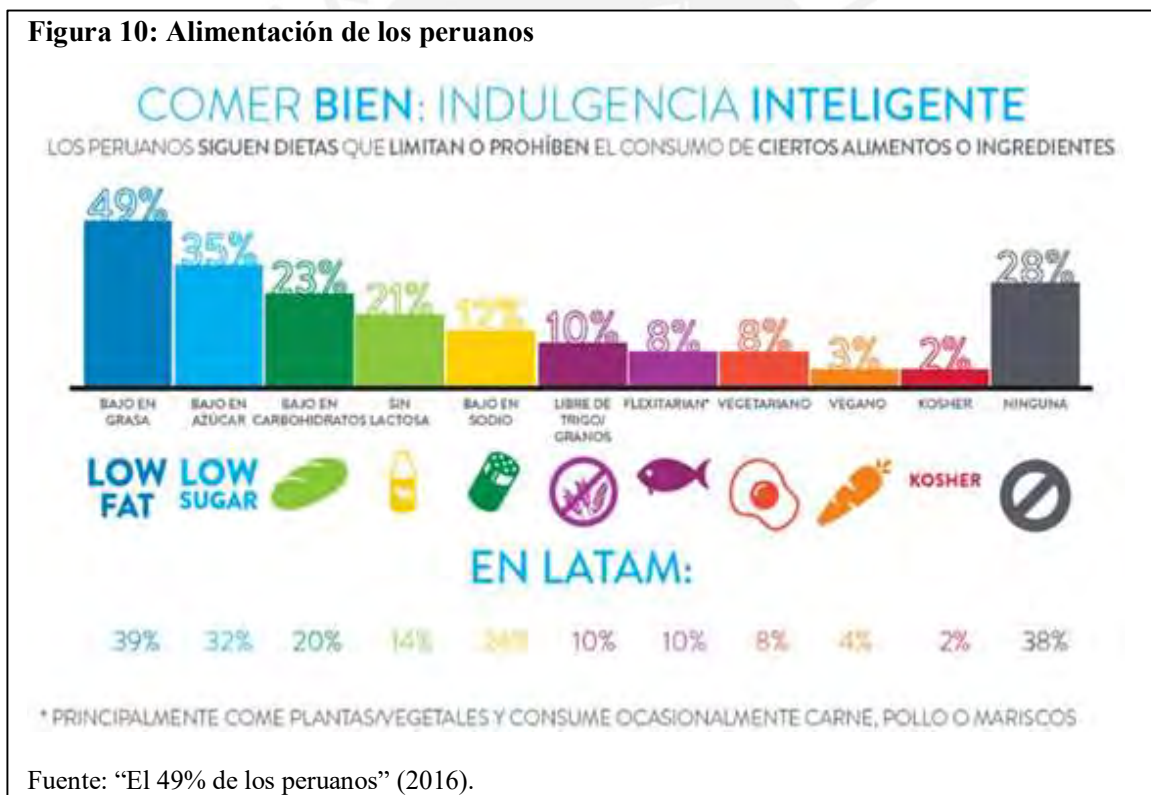 Figura 10: Alimentación de los peruanos
COMER BIEN: INDULGENCIA INTELIGENTE
LOS PERUANOS SIGUEN DIETAS QUE LIMITAN O PROHÍBEN EL CONSUMO DE CIERTOS ALIMENTOS O INGREDIENTES
49% 35% 23% 21% 12% 10% 8% 8% 3% 2% 28%
BAJO EN GRASA
BAJO EN AZÚCAR
BAJO EN CARBOHIDRATOS
SIN LACTOSA
BAJO EN SODIO
LIBRE DE TRIGO/ GRANOS
FLEXITARIAN*
VEGETARIANO
VEGANO
KOSHER
NINGUNA
LOW FAT
LOW SUGAR
KOSHER
EN LATAM:
39% 32% 20% 14% 24% 10% 10% 8% 4% 2% 38%
* PRINCIPALMENTE COME PLANTAS/VEGETALES Y CONSUME OCASIONALMENTE CARNE, POLLO O MARISCOS
Fuente: “El 49% de los peruanos” (2016).